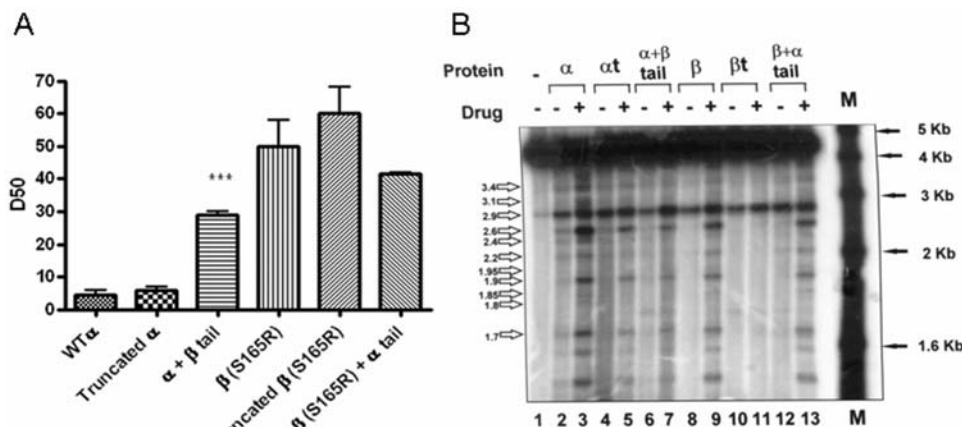 A
70
60
50
40
30
20
10
0
D50
***
WTα
Truncated α
α + β tail
β (S165R)
runcated β (S165R)
β (S165R) + α tail
B
Protein - α αt α+β tail β βt β+α tail M
Drug - + - + - + - + - + - +
5 Kb
4 Kb
3 Kb
2 Kb
1.6 Kb
3.4
3.1
2.9
2.6
2.4
2.2
1.95
1.9
1.85
1.8
1.7
1 2 3 4 5 6 7 8 9 10 11 12 13 M